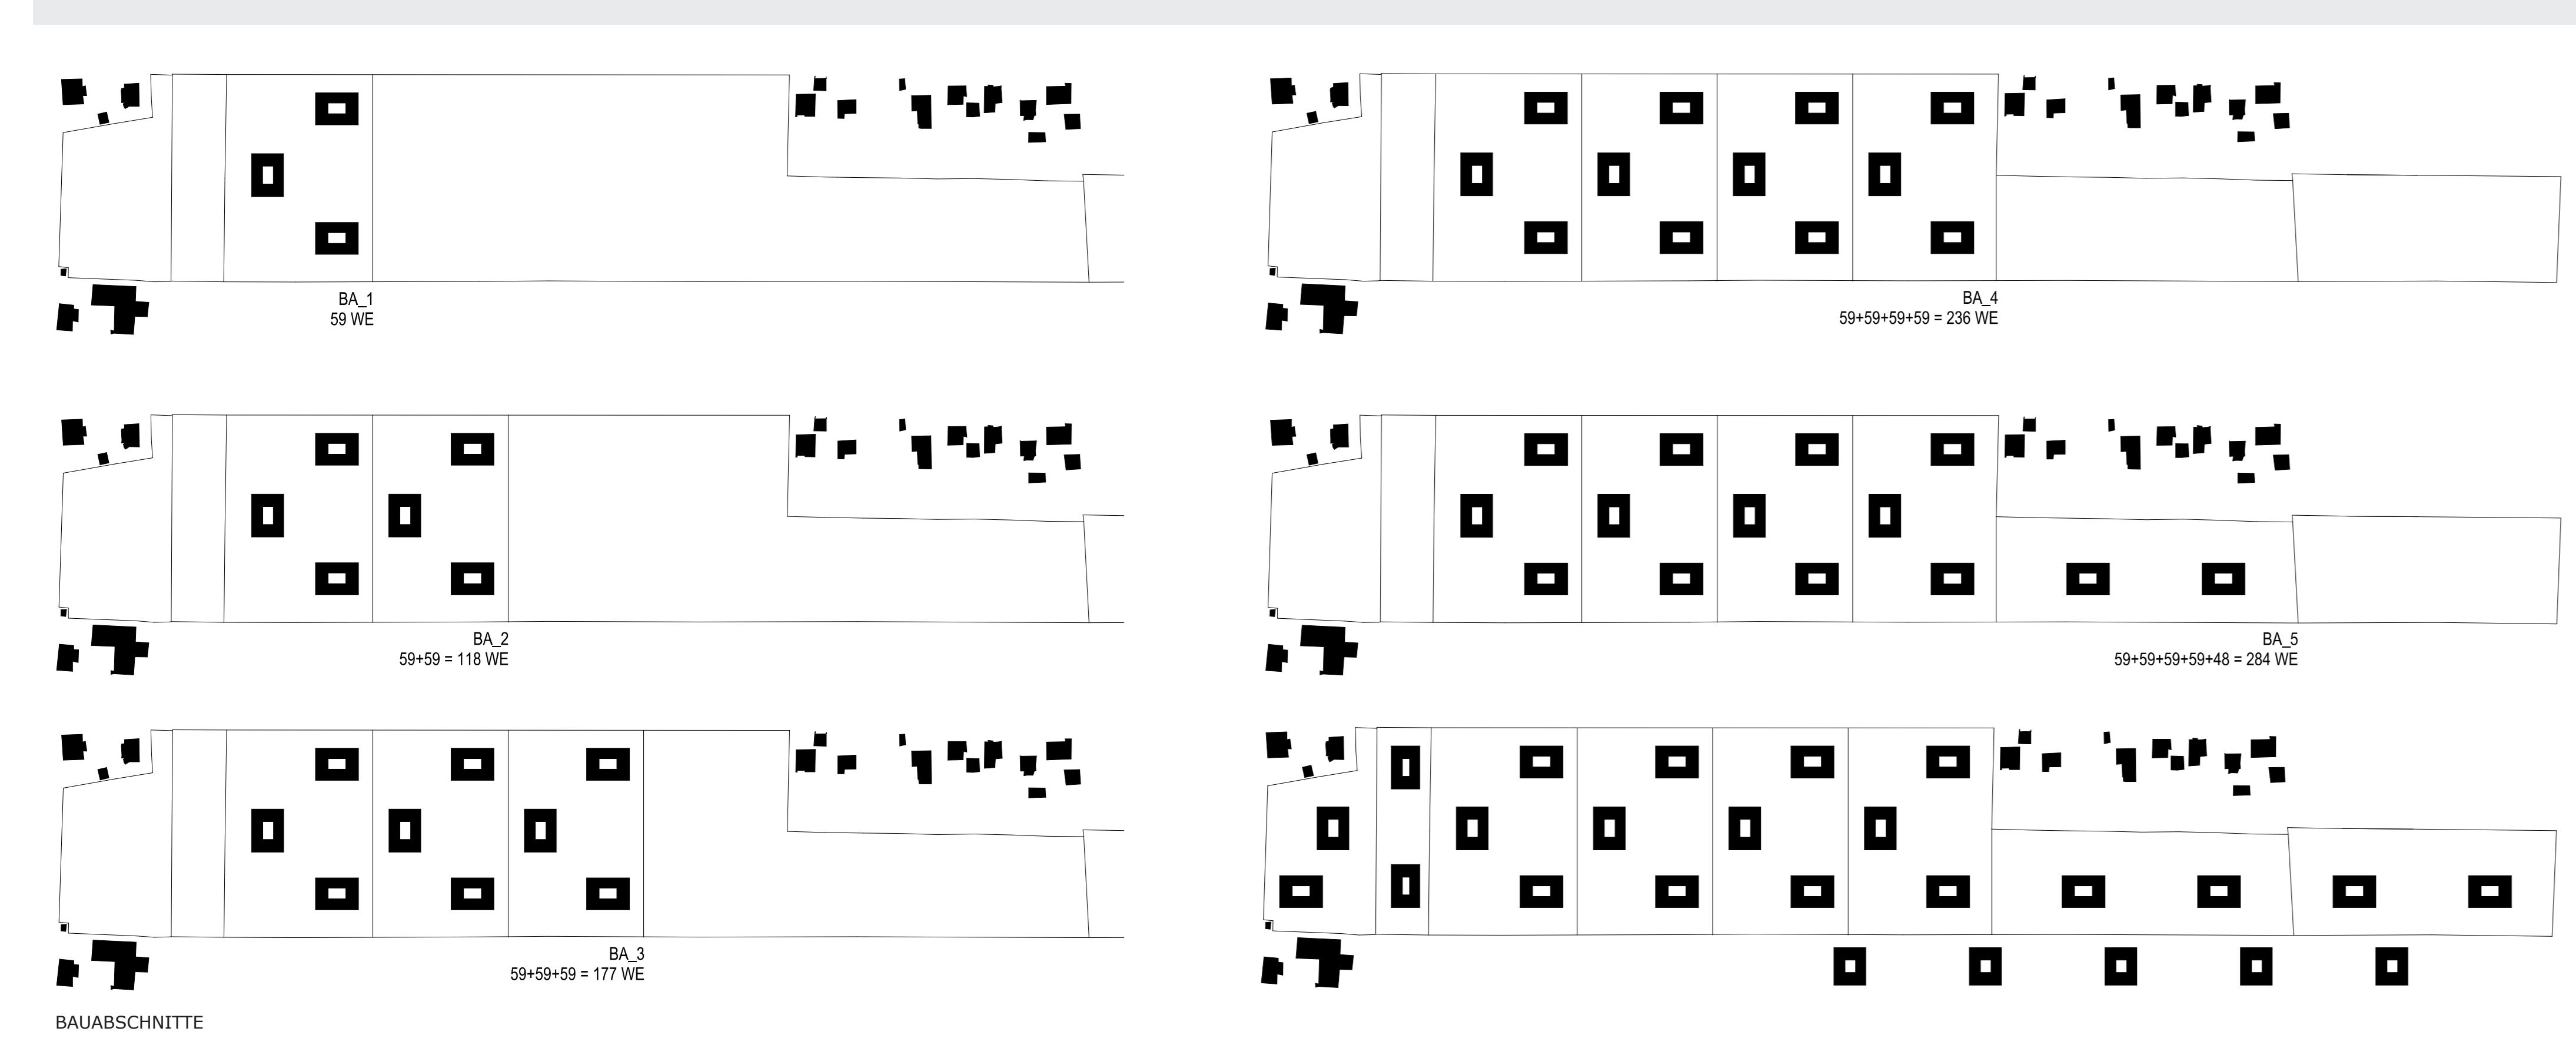 BA_1
59 WE
BA_2
59+59 = 118 WE
BA_3
59+59+59 = 177 WE
BA_4
59+59+59+59 = 236 WE
BA_5
59+59+59+59+48 = 284 WE
BAUABSCHNITTE